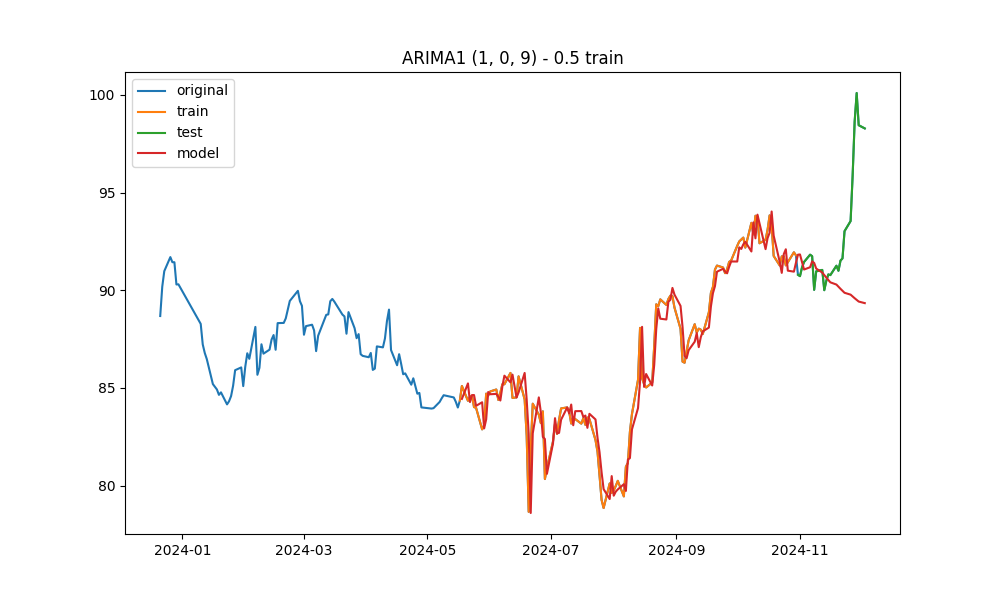 ARIMA1 (1, 0, 9) - 0.5 train
original
train
test
model
100
95
90
85
80
2024-01
2024-03
2024-05
2024-07
2024-09
2024-11